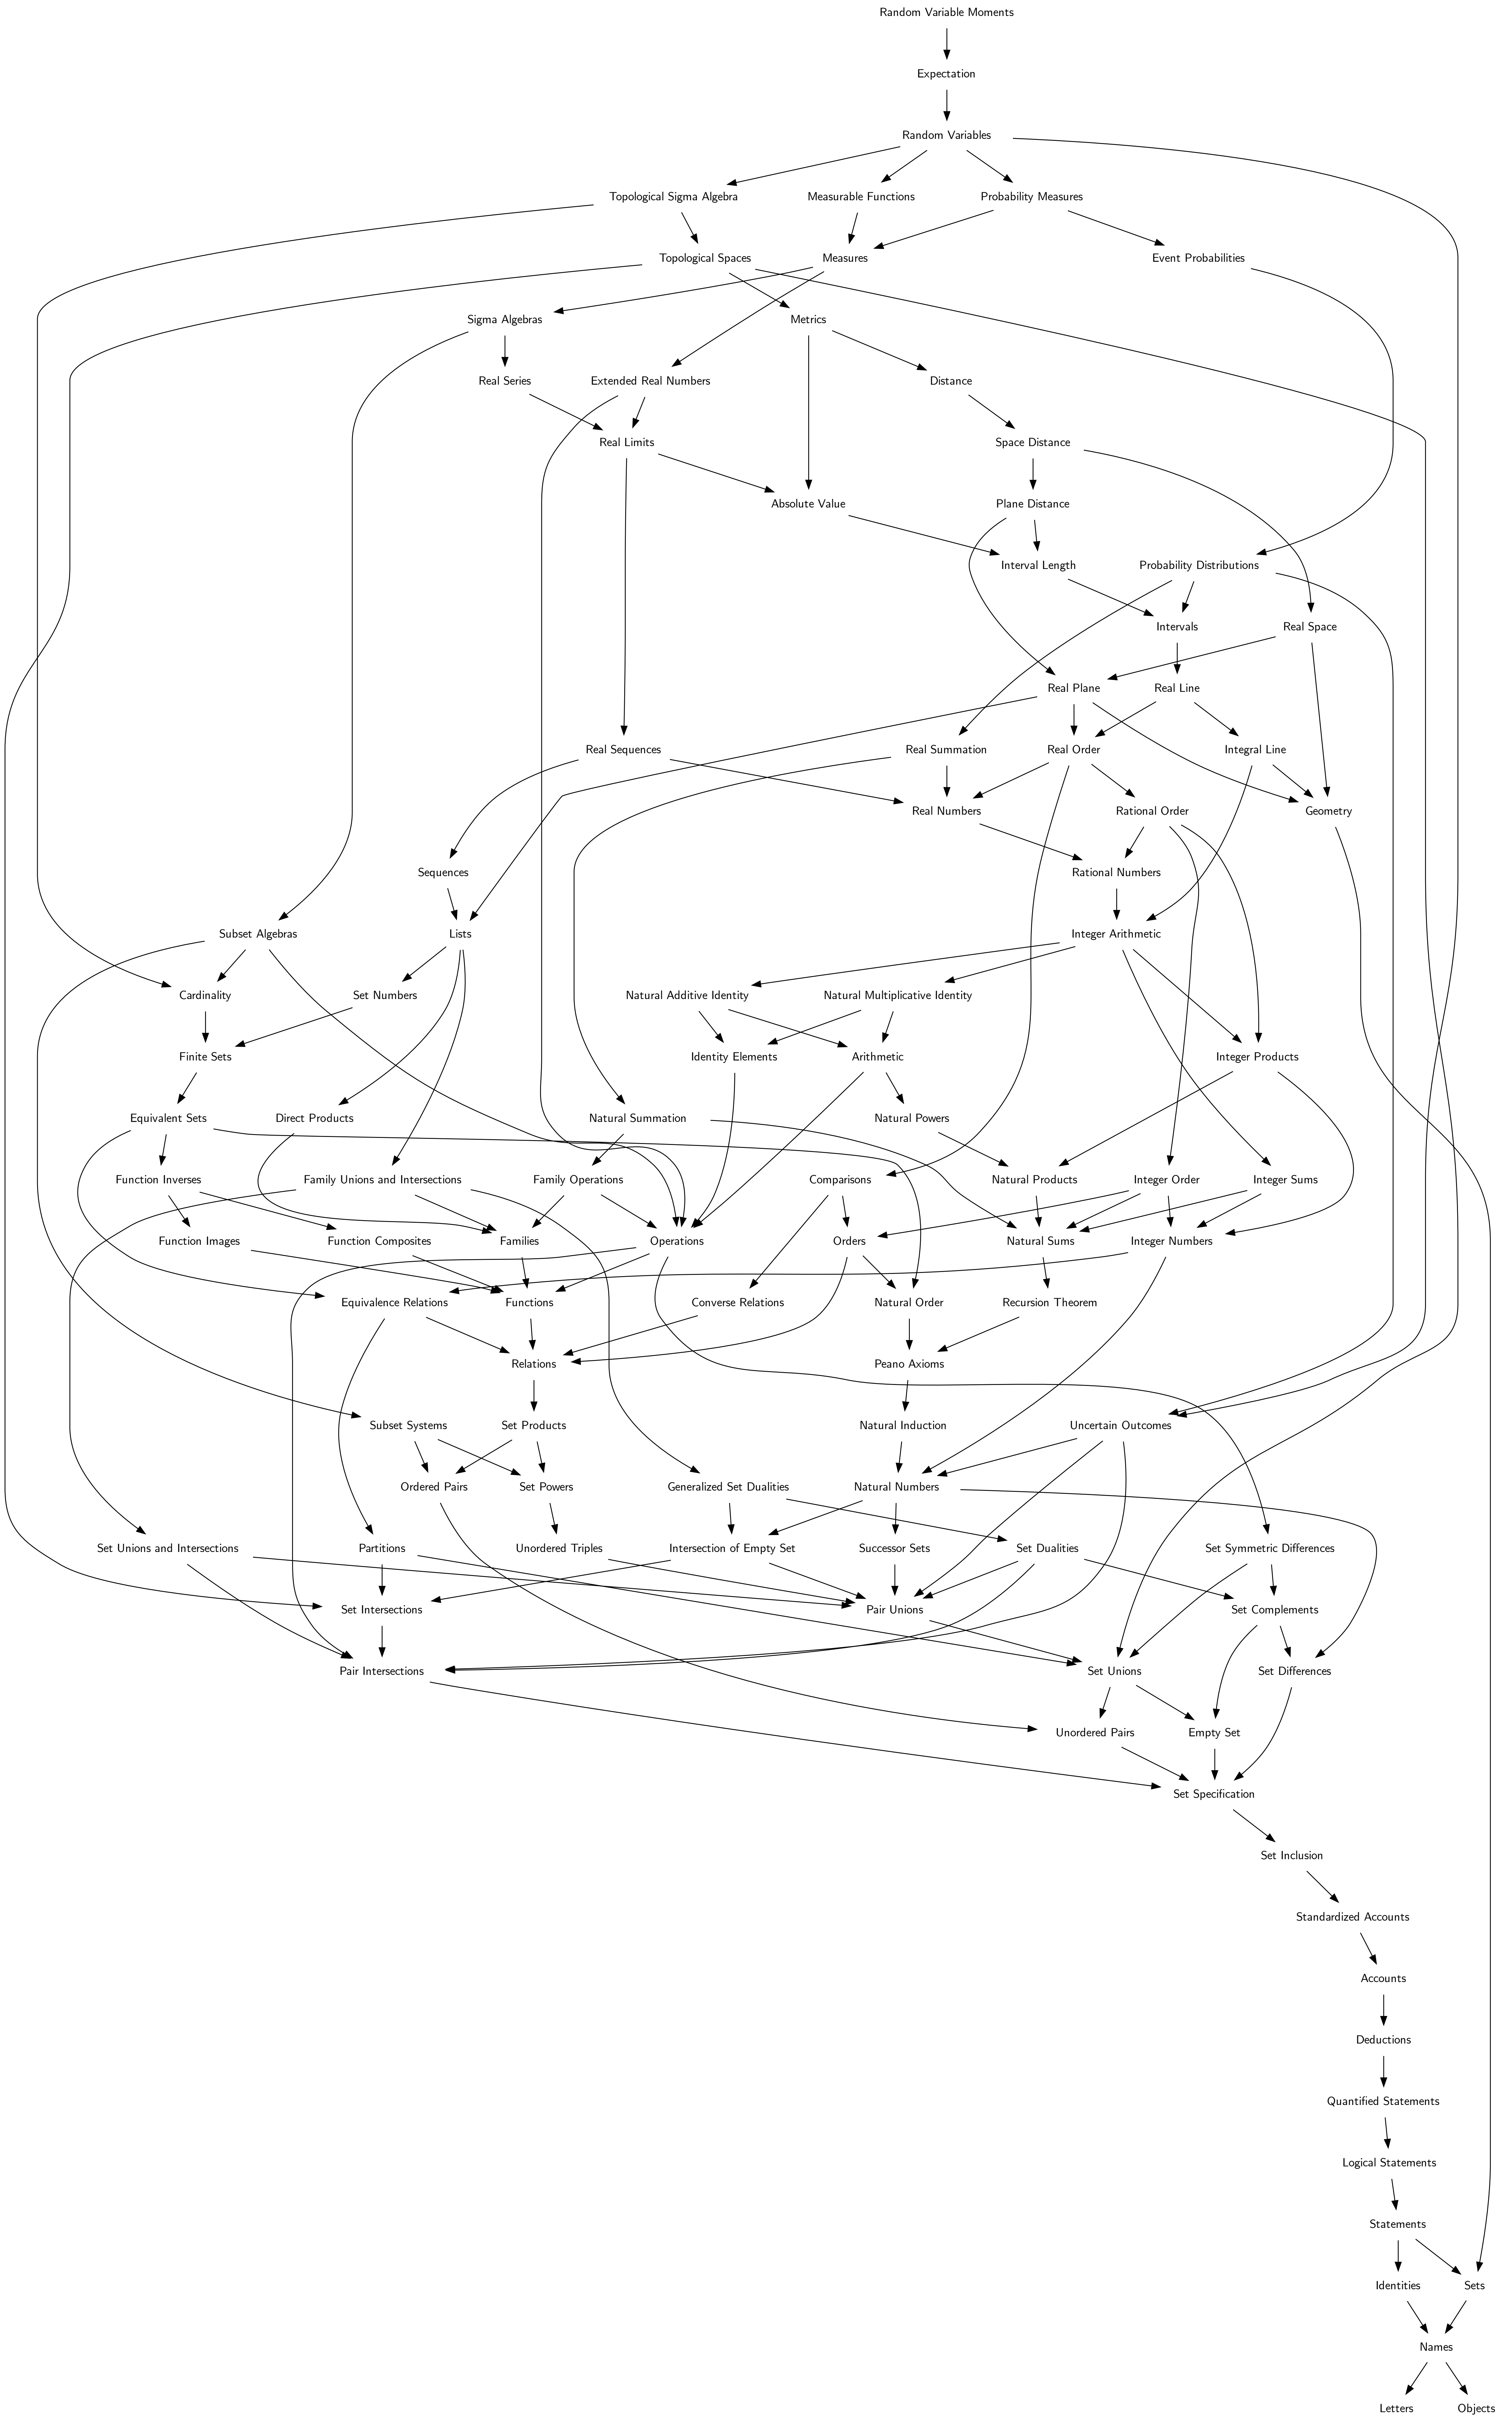 Random Variable Moments
Expectation
Random Variables
Topological Sigma Algebra
Measurable Functions
Probability Measures
Topological Spaces
Measures
Event Probabilities
Sigma Algebras
Metrics
Real Series
Extended Real Numbers
Distance
Real Limits
Space Distance
Absolute Value
Plane Distance
Interval Length
Probability Distributions
Intervals
Real Space
Real Plane
Real Line
Real Sequences
Real Summation
Real Order
Integral Line
Real Numbers
Rational Order
Geometry
Sequences
Rational Numbers
Subset Algebras
Lists
Integer Arithmetic
Cardinality
Set Numbers
Natural Additive Identity
Natural Multiplicative Identity
Finite Sets
Identity Elements
Arithmetic
Integer Products
Equivalent Sets
Direct Products
Natural Summation
Natural Powers
Function Inverses
Family Unions and Intersections
Family Operations
Comparisons
Natural Products
Integer Order
Integer Sums
Function Images
Function Composites
Families
Operations
Orders
Natural Sums
Integer Numbers
Equivalence Relations
Functions
Converse Relations
Natural Order
Recursion Theorem
Relations
Peano Axioms
Subset Systems
Set Products
Natural Induction
Uncertain Outcomes
Ordered Pairs
Set Powers
Generalized Set Dualities
Natural Numbers
Set Unions and Intersections
Partitions
Unordered Triples
Intersection of Empty Set
Successor Sets
Set Dualities
Set Symmetric Differences
Set Intersections
Pair Unions
Set Complements
Pair Intersections
Set Unions
Set Differences
Unordered Pairs
Empty Set
Set Specification
Set Inclusion
Standardized Accounts
Accounts
Deductions
Quantified Statements
Logical Statements
Statements
Identities
Sets
Names
Letters
Objects